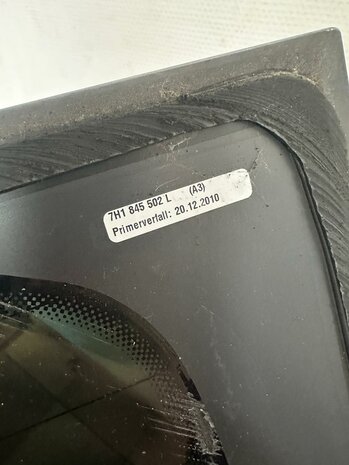 7H1 845 502 L (A3)
Primerverfall: 20.12.2010